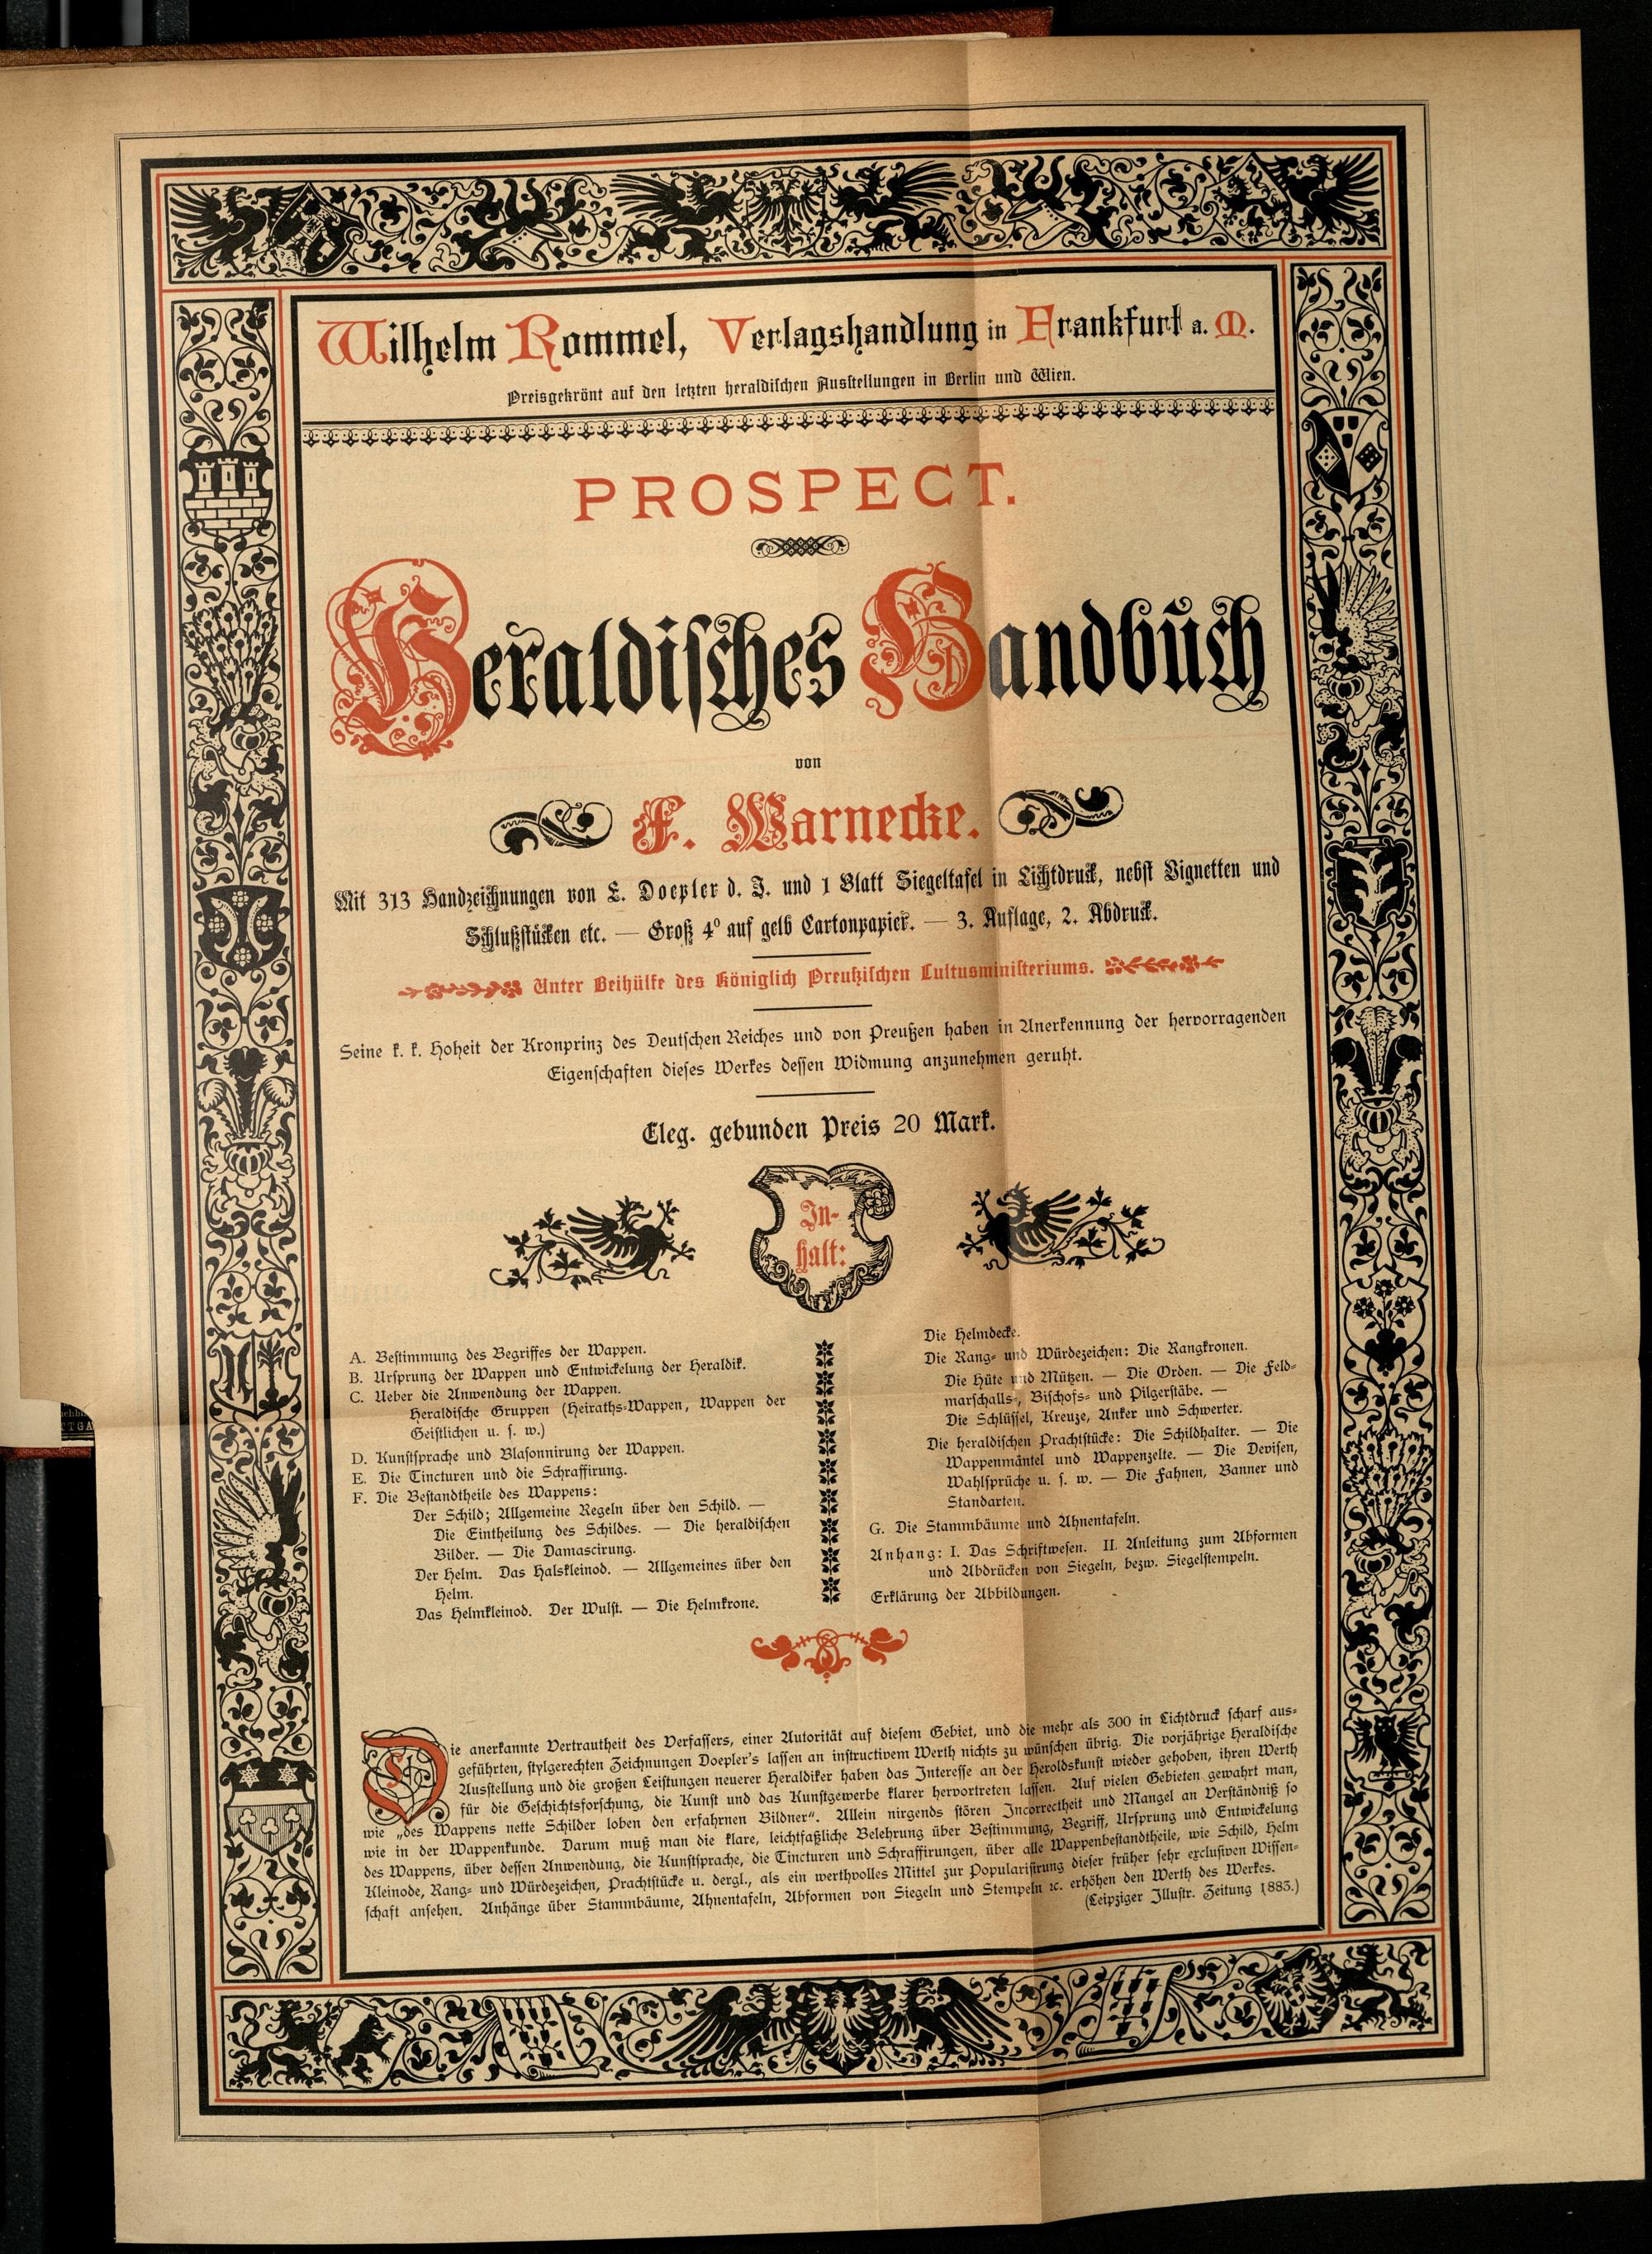 Wilhelm Rommel, Verlagshandlung in Frankfurt a. M.
Preisgekrönt auf den letzten heraldischen Ausstellungen in Berlin und Wien.
PROSPECT.
Heraldisches Handbuch
von
F. Warnecke.
Mit 313 Handzeichnungen von E. Doepler d. J. und 1 Blatt Siegeltafel in Lichtdruck, nebst Vignetten und
Schlußstücken etc. — Groß 4° auf gelb Cartonpapier. — 3. Auflage, 2. Abdruck.
Unter Beihülfe des Königlich Preußischen Cultusministeriums.
Seine k. k. Hoheit der Kronprinz des Deutschen Reiches und von Preußen haben in Anerkennung der hervorragenden
Eigenschaften dieses Werkes dessen Widmung anzunehmen geruht.
Eleg. gebunden Preis 20 Mark.
In-
halt:
A. Bestimmung des Begriffes der Wappen.
B. Ursprung der Wappen und Entwickelung der Heraldik.
C. Ueber die Anwendung der Wappen.
Heraldische Gruppen (Heiraths-Wappen, Wappen der
Geistlichen u. s. w.)
D. Kunstsprache und Blasonnirung der Wappen.
E. Die Tincturen und die Schraffirung.
F. Die Bestandtheile des Wappens:
Der Schild; Allgemeine Regeln über den Schild. —
Die Eintheilung des Schildes. — Die heraldischen
Bilder. — Die Damascirung.
Der Helm. Das Halskleinod. — Allgemeines über den
Helm.
Das Helmkleinod. Der Wulst. — Die Helmkrone.
Die Helmdecke.
Die Rang- und Würdezeichen: Die Rangkronen.
Die Hüte und Mützen. — Die Orden. — Die Feld-
marschalls-, Bischofs- und Pilgerstäbe. —
Die Schlüssel, Kreuze, Anker und Schwerter.
Die heraldischen Prachtstücke: Die Schildhalter. — Die
Wappenmäntel und Wappenzelte. — Die Devisen,
Wahlsprüche u. s. w. — Die Fahnen, Banner und
Standarten.
G. Die Stammbäume und Ahnentafeln.
Anhang: I. Das Schriftwesen. II. Anleitung zum Abformen
und Abdrücken von Siegeln, bezw. Siegelstempeln.
Erklärung der Abbildungen.
Die anerkannte Vertrautheit des Verfassers, einer Autorität auf diesem Gebiet, und die mehr als 300 in Lichtdruck scharf aus-
geführten, stylgerechten Zeichnungen Doepler's lassen an instructivem Werth nichts zu wünschen übrig. Die vorjährige Heraldische
Ausstellung und die großen Leistungen neuerer Heraldiker haben das Interesse an der Heroldskunst wieder gehoben, ihren Werth
für die Geschichtsforschung, die Kunst und das Kunstgewerbe klarer hervortreten lassen. Auf vielen Gebieten gewahrt man,
wie „des Wappens nette Schilder loben den erfahrnen Bildner“. Allein nirgends stören Incorrectheit und Mangel an Verständniß so
wie in der Wappenkunde. Darum muß man die klare, leichtfaßliche Belehrung über Bestimmung, Begriff, Ursprung und Entwickelung
des Wappens, über dessen Anwendung, die Kunstsprache, die Tincturen und Schraffirungen, über alle Wappenbestandtheile, wie Schild, Helm
Kleinode, Rang- und Würdezeichen, Prachtstücke u. dergl., als ein werthvolles Mittel zur Popularisirung dieser früher sehr exclusiven Wissen-
schaft ansehen. Anhänge über Stammbäume, Ahnentafeln, Abformen von Siegeln und Stempeln ꝛc. erhöhen den Werth des Werkes.
(Leipziger Illustr. Zeitung 1883.)